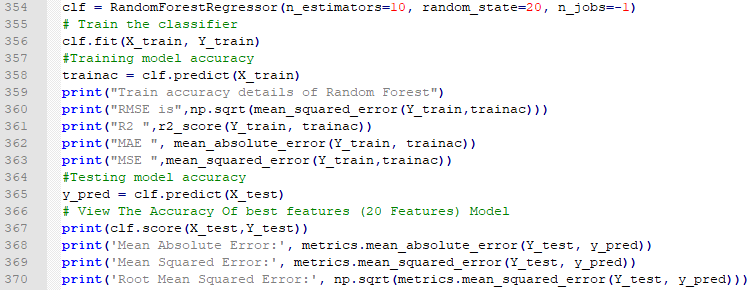 354 clf = RandomForestRegressor(n_estimators=10, random_state=20, n_jobs=-1)
355 # Train the classifier
356 clf.fit(X_train, Y_train)
357 #Training model accuracy
358 trainac = clf.predict(X_train)
359 print("Train accuracy details of Random Forest")
360 print("RMSE is",np.sqrt(mean_squared_error(Y_train,trainac)))
361 print("R2 ",r2_score(Y_train, trainac))
362 print("MAE ", mean_absolute_error(Y_train, trainac))
363 print("MSE ",mean_squared_error(Y_train,trainac))
364 #Testing model accuracy
365 y_pred = clf.predict(X_test)
366 # View The Accuracy Of best features (20 Features) Model
367 print(clf.score(X_test,Y_test))
368 print('Mean Absolute Error:', metrics.mean_absolute_error(Y_test, y_pred))
369 print('Mean Squared Error:', metrics.mean_squared_error(Y_test, y_pred))
370 print('Root Mean Squared Error:', np.sqrt(metrics.mean_squared_error(Y_test, y_pred)))